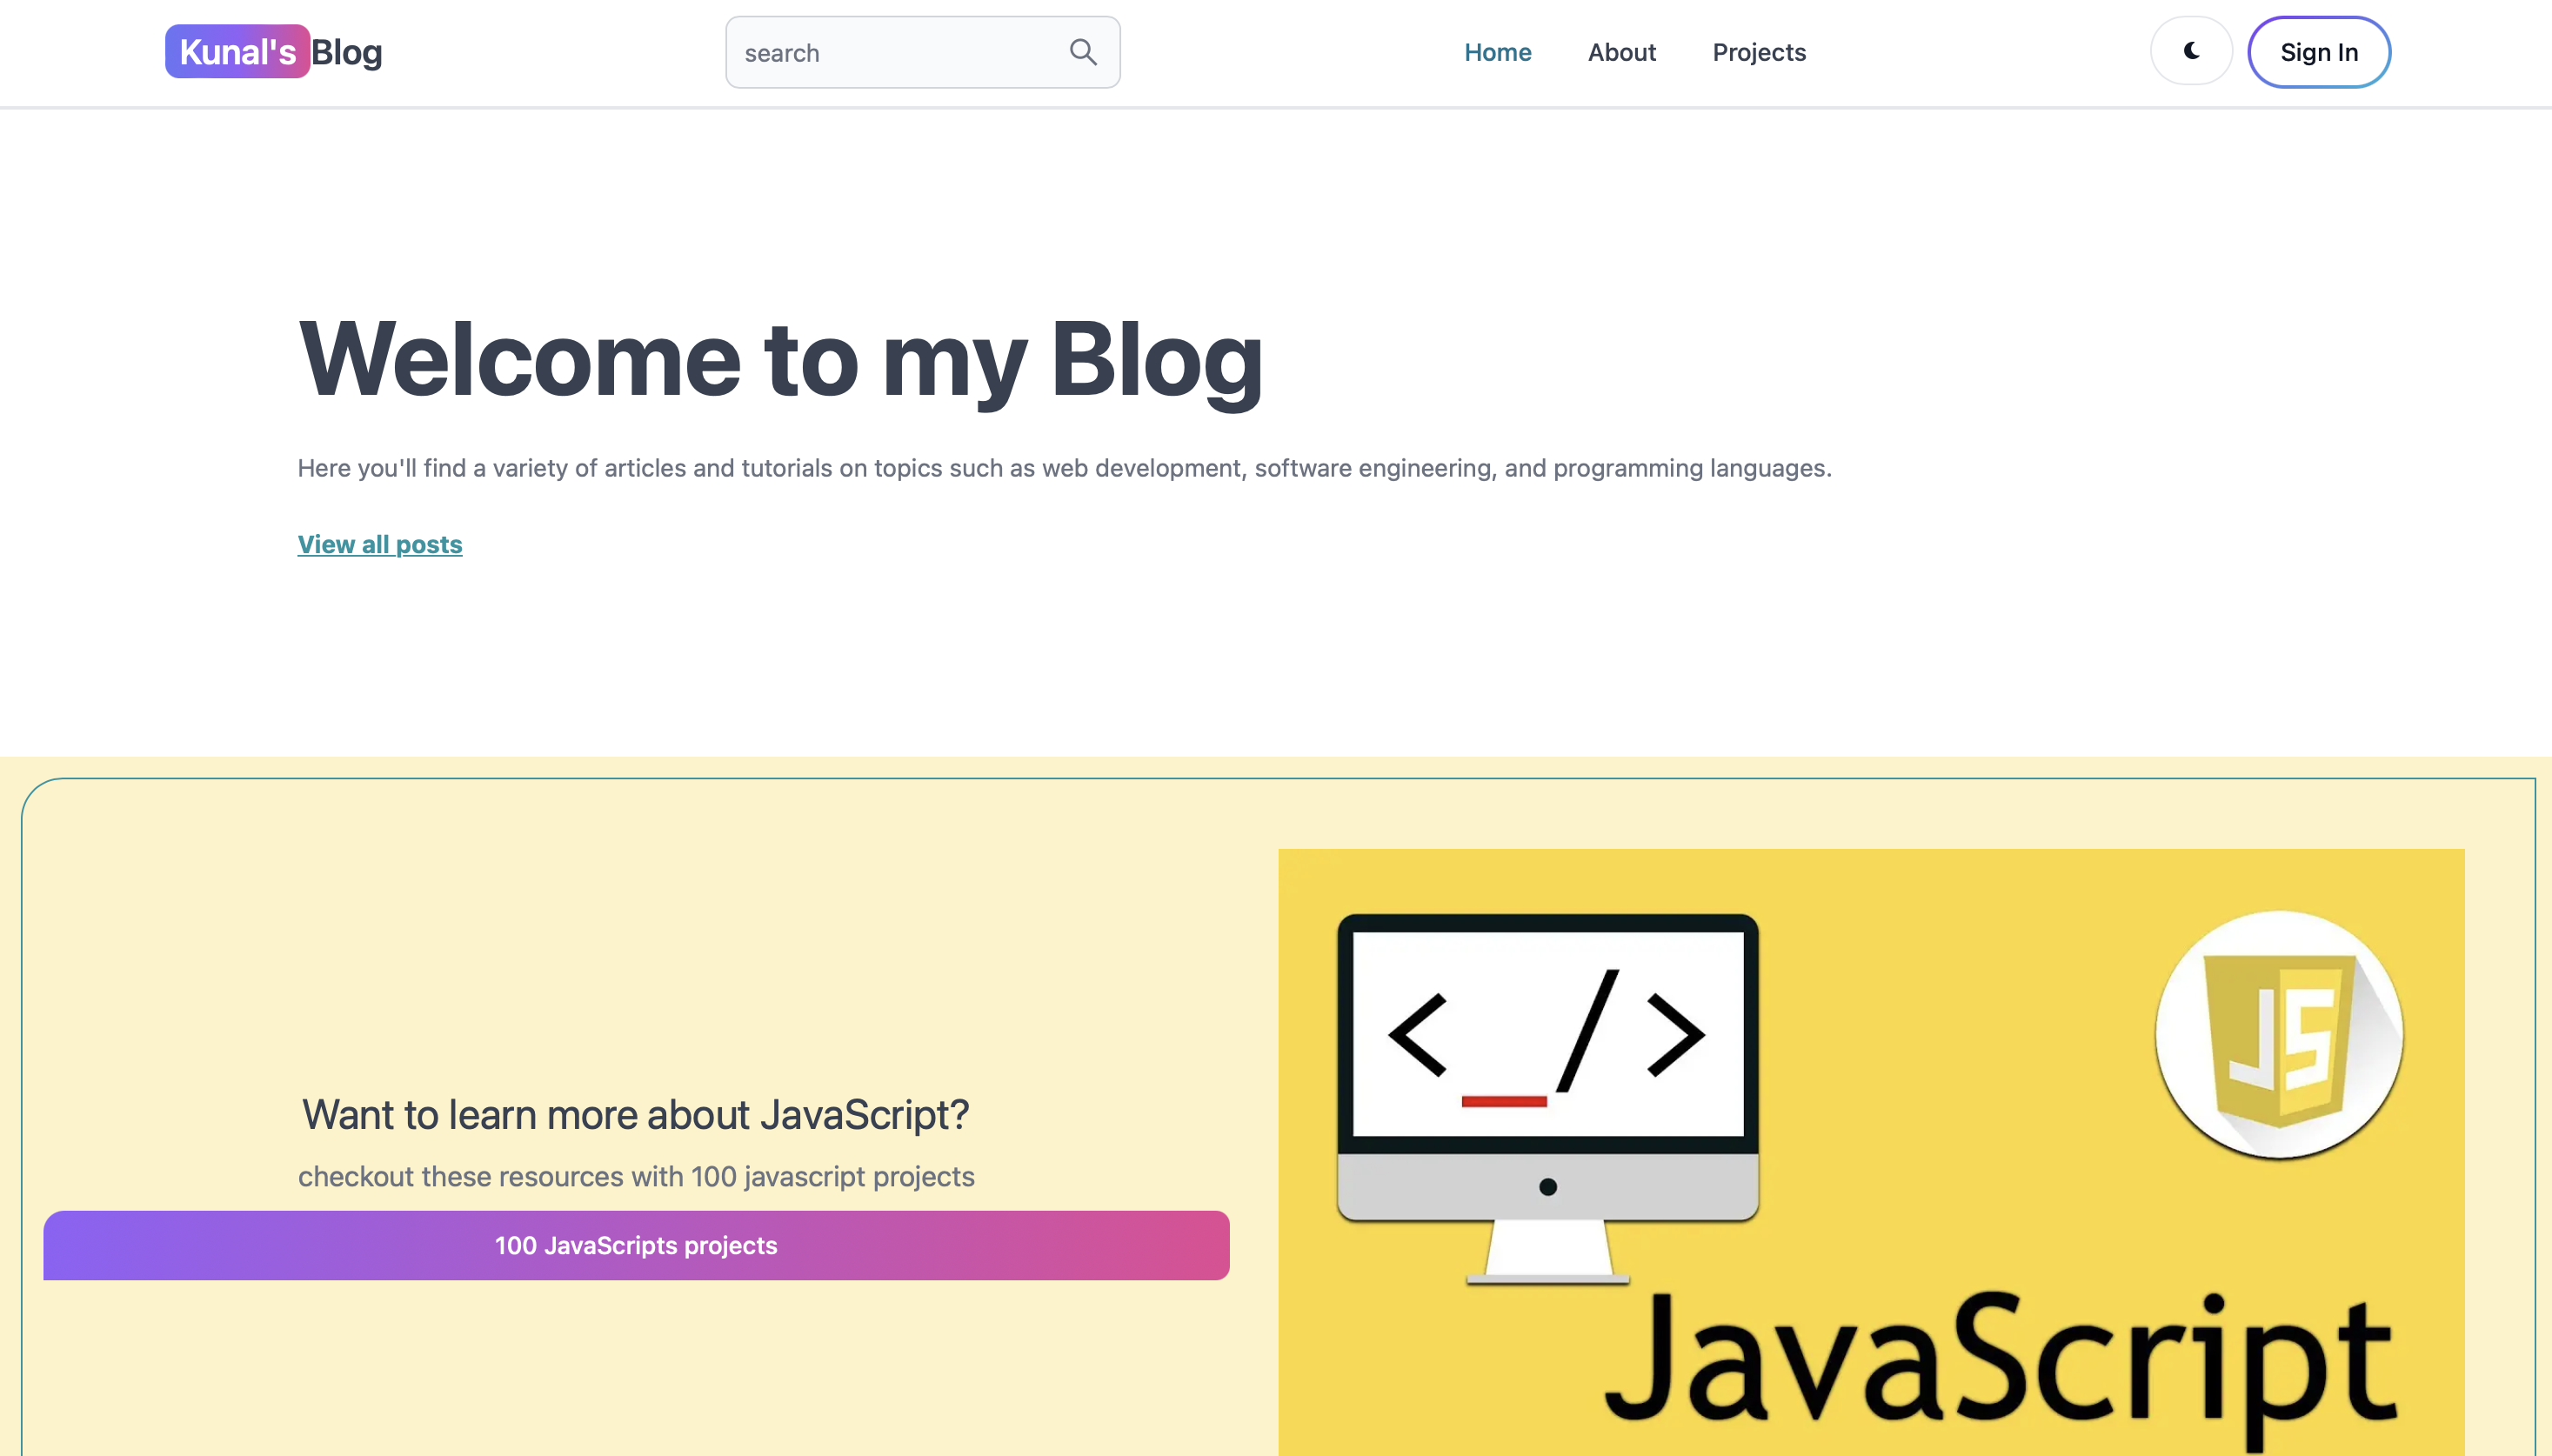 Kunal's Blog
search
Home About Projects
Sign In
Welcome to my Blog
Here you'll find a variety of articles and tutorials on topics such as web development, software engineering, and programming languages.
View all posts
Want to learn more about JavaScript?
checkout these resources with 100 javascript projects
100 JavaScripts projects
<_/>
JS
JavaScript